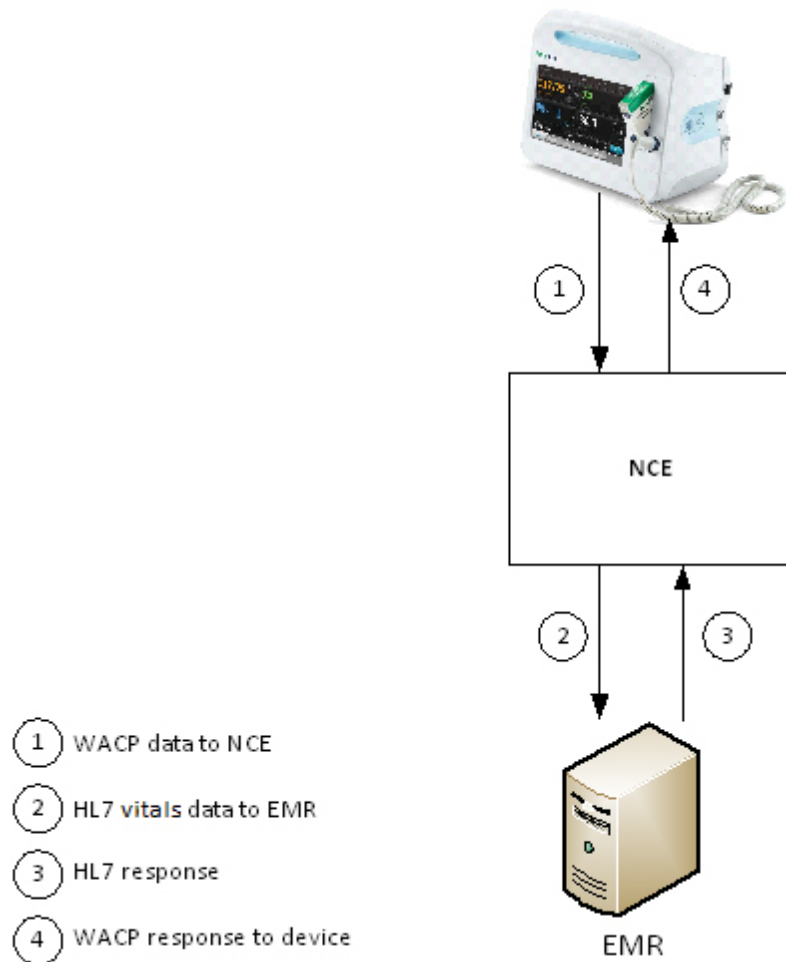 1
4
NCE
2
3
1 WACP data to NCE
2 HL7 vitals data to EMR
3 HL7 response
4 WACP response to device
EMR